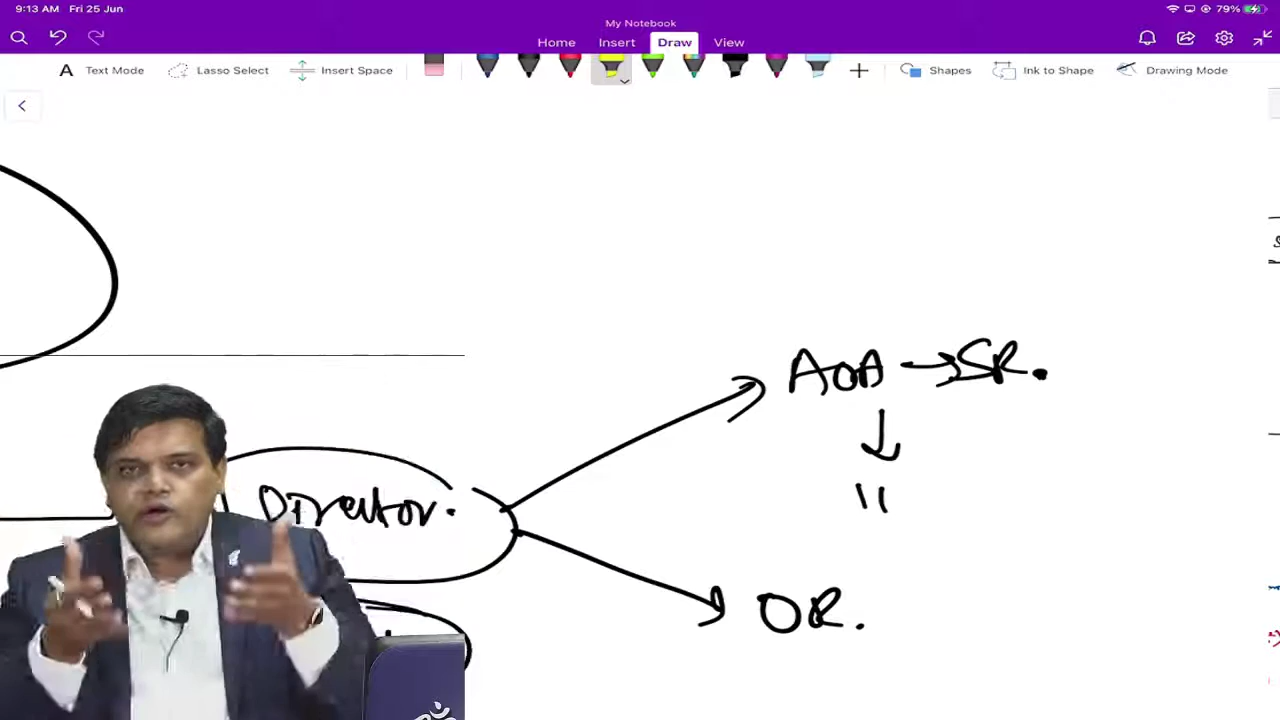 9:13 AM Fri 25 Jun
79%
My Notebook
Home Insert Draw View
A Text Mode Lasso Select Insert Space Shapes Ink to Shape Drawing Mode
AOA → SR.
↓
"
Director.
OR.